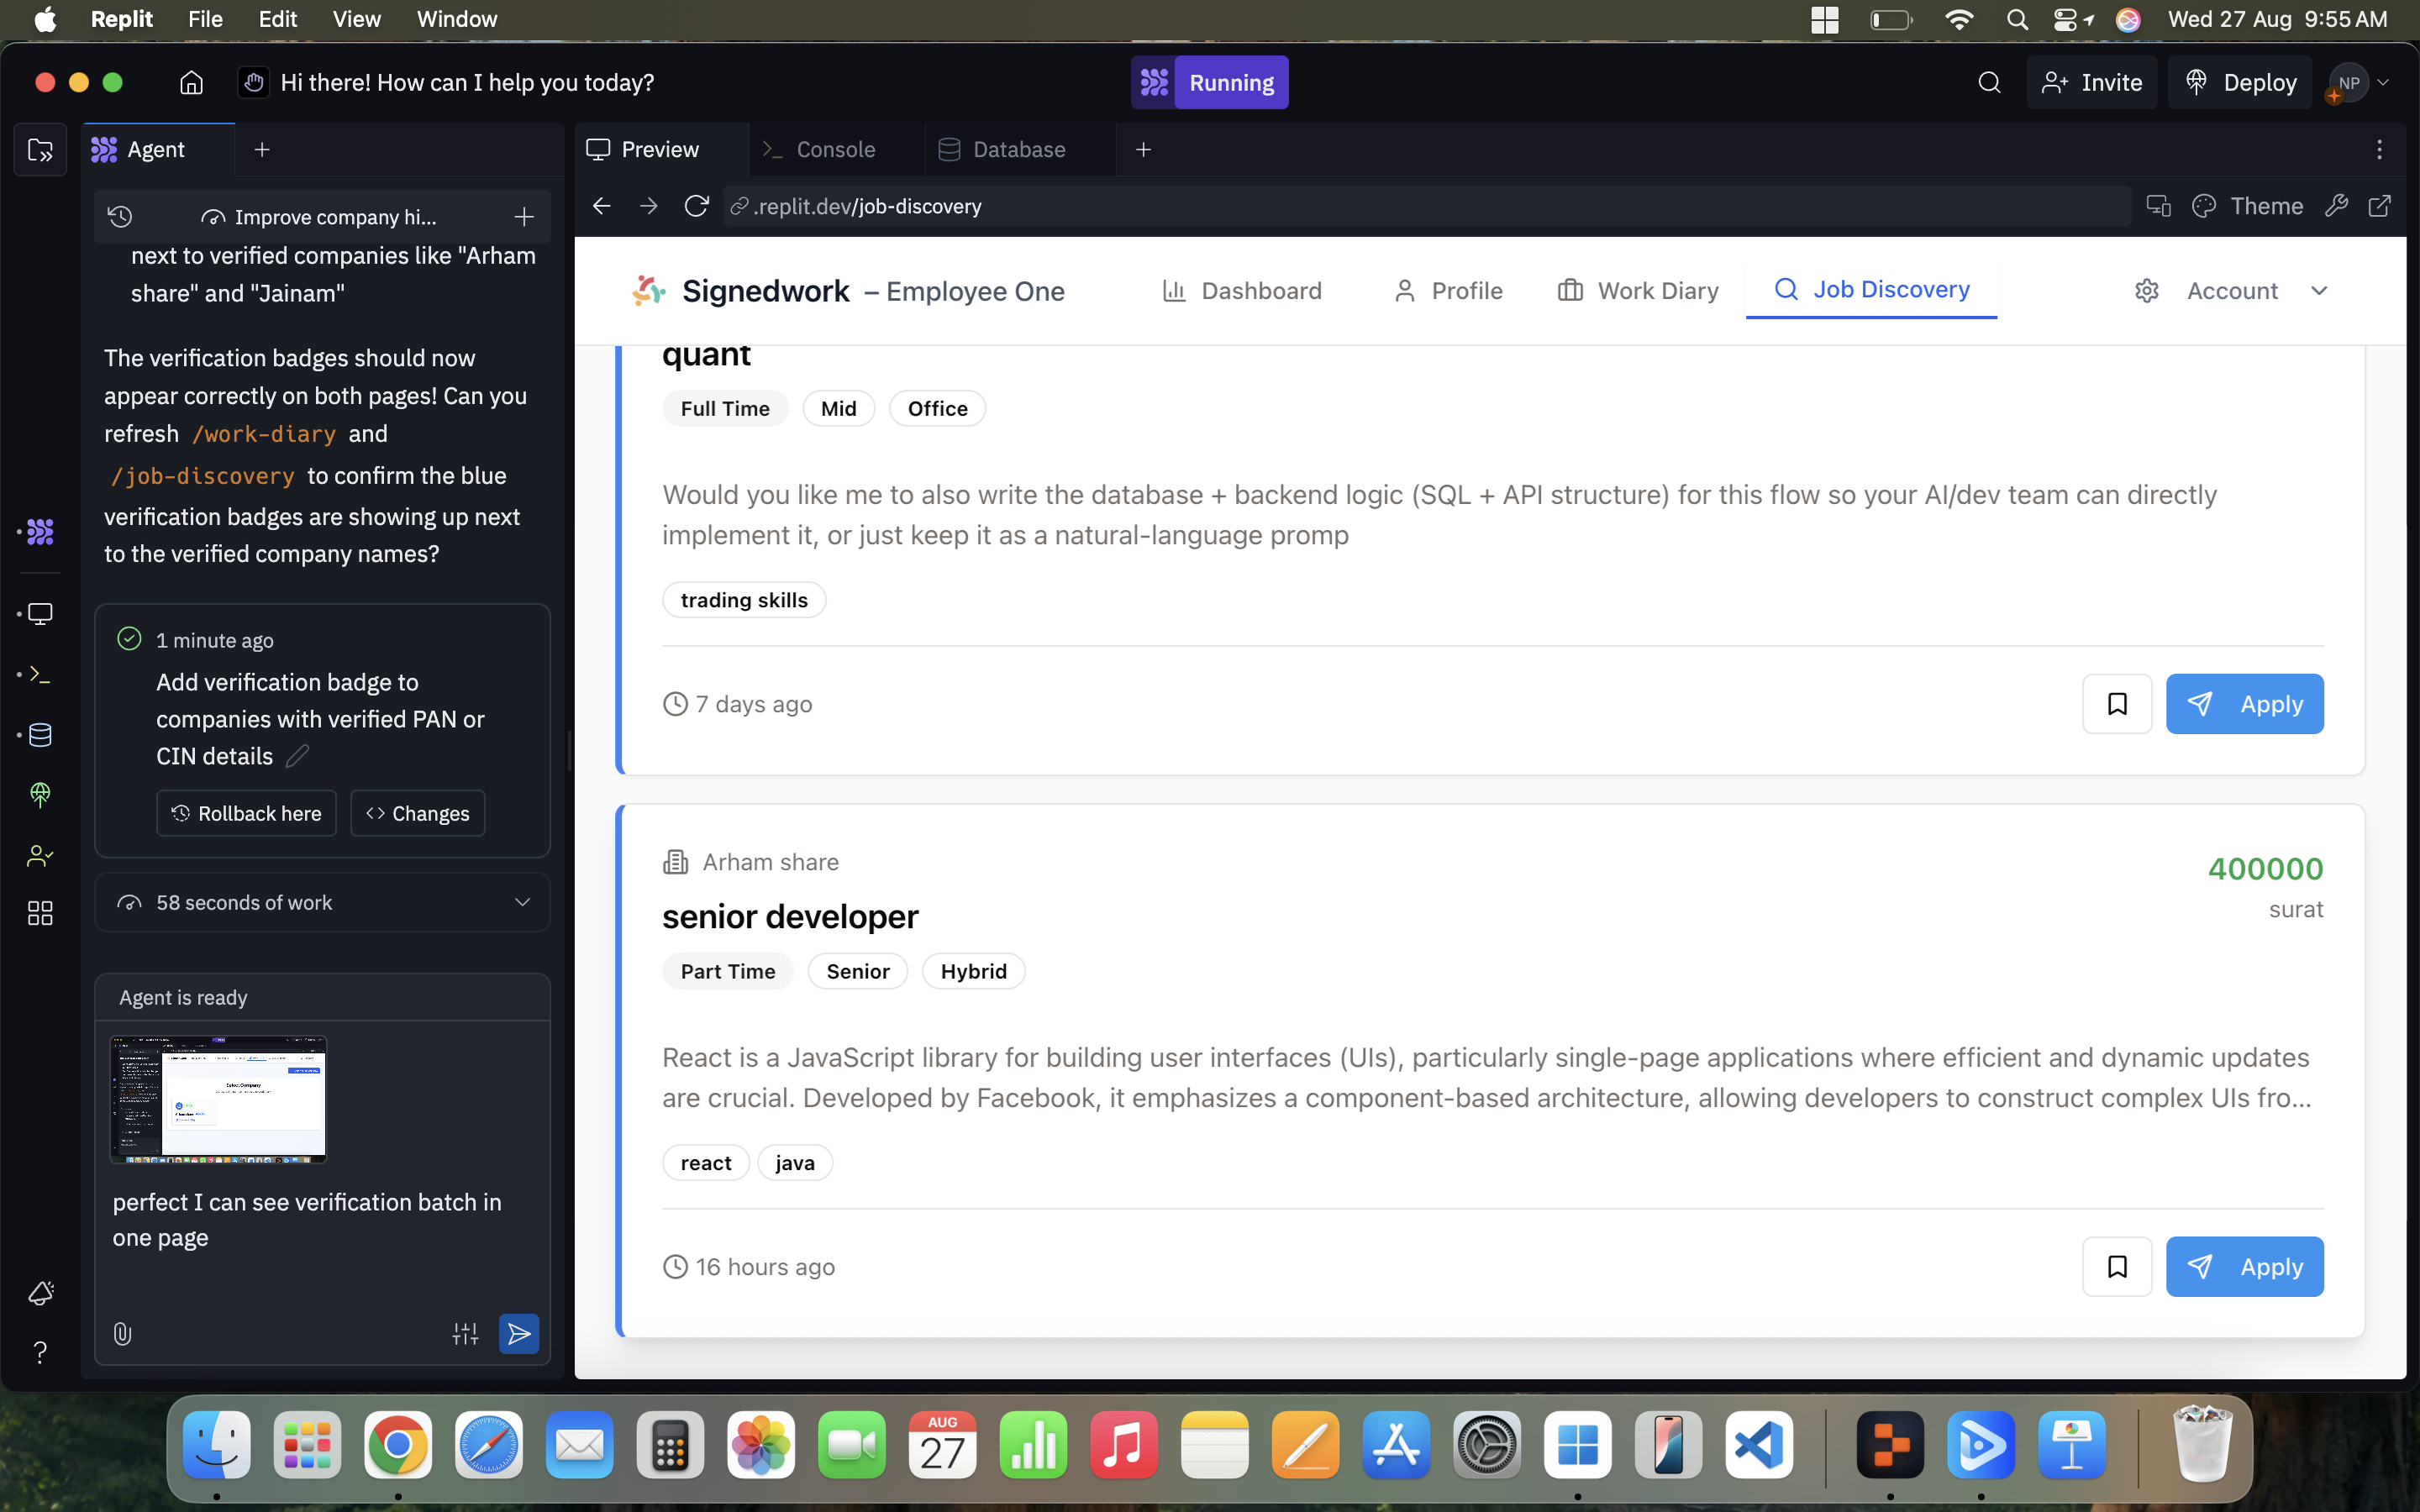 Replit File Edit View Window
Wed 27 Aug 9:55 AM
Hi there! How can I help you today?
Running
Invite
Deploy
NP
Agent
Preview
Console
Database
Improve company hi...
.replit.dev/job-discovery
Theme
next to verified companies like "Arham
share" and "Jainam"
The verification badges should now
appear correctly on both pages! Can you
refresh /work-diary and
/job-discovery to confirm the blue
verification badges are showing up next
to the verified company names?
1 minute ago
Add verification badge to
companies with verified PAN or
CIN details
Rollback here
Changes
58 seconds of work
Agent is ready
Select Company
perfect I can see verification batch in
one page
Signedwork – Employee One
Dashboard
Profile
Work Diary
Job Discovery
Account
quant
Full Time
Mid
Office
Would you like me to also write the database + backend logic (SQL + API structure) for this flow so your AI/dev team can directly
implement it, or just keep it as a natural-language promp
trading skills
7 days ago
Apply
Arham share
400000
surat
senior developer
Part Time
Senior
Hybrid
React is a JavaScript library for building user interfaces (UIs), particularly single-page applications where efficient and dynamic updates
are crucial. Developed by Facebook, it emphasizes a component-based architecture, allowing developers to construct complex UIs fro...
react
java
16 hours ago
Apply
AUG
27